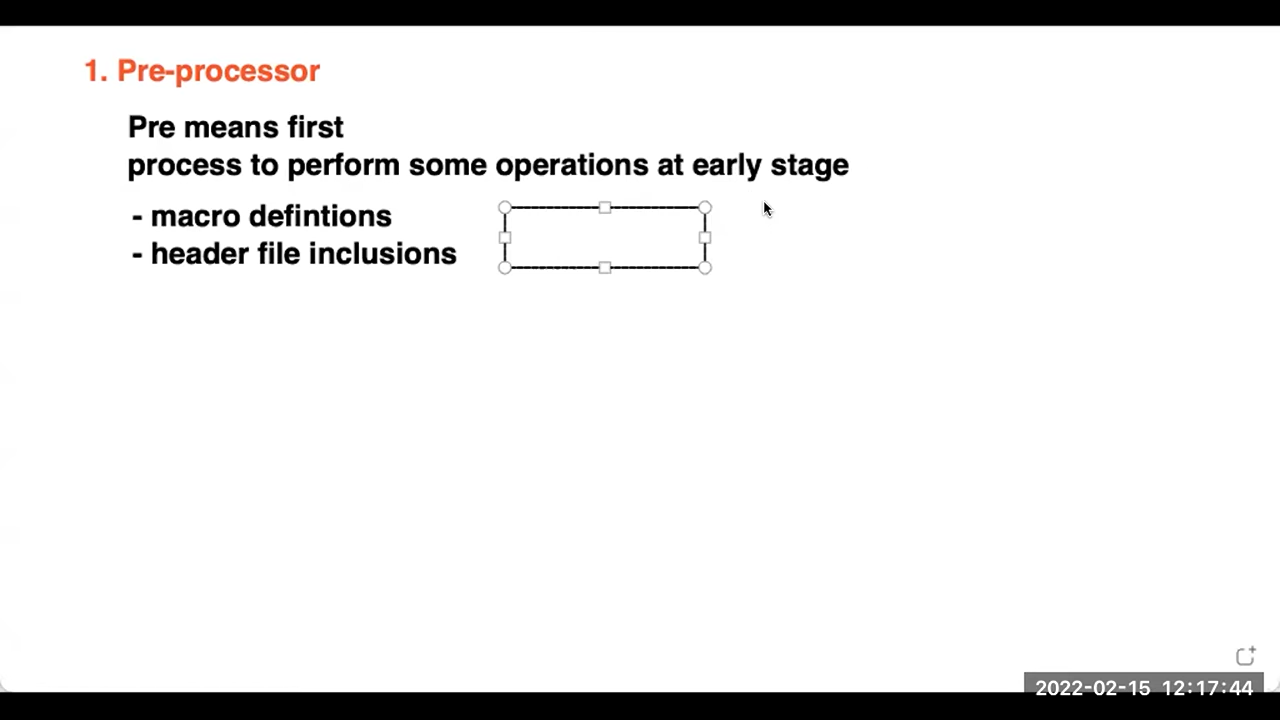 1. Pre-processor
Pre means first
process to perform some operations at early stage
- macro defintions
- header file inclusions
2022-02-15 12:17:44